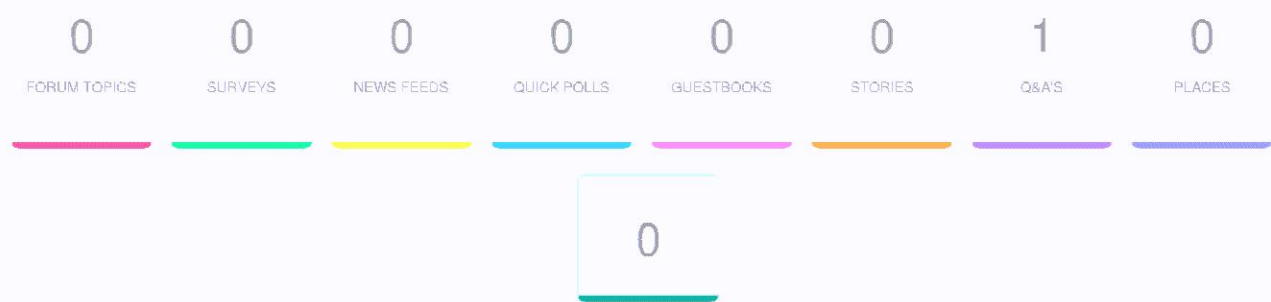 0 0 0 0 0 0 1 0
FORUM TOPICS SURVEYS NEWS FEEDS QUICK POLLS GUESTBOOKS STORIES Q&A'S PLACES
0